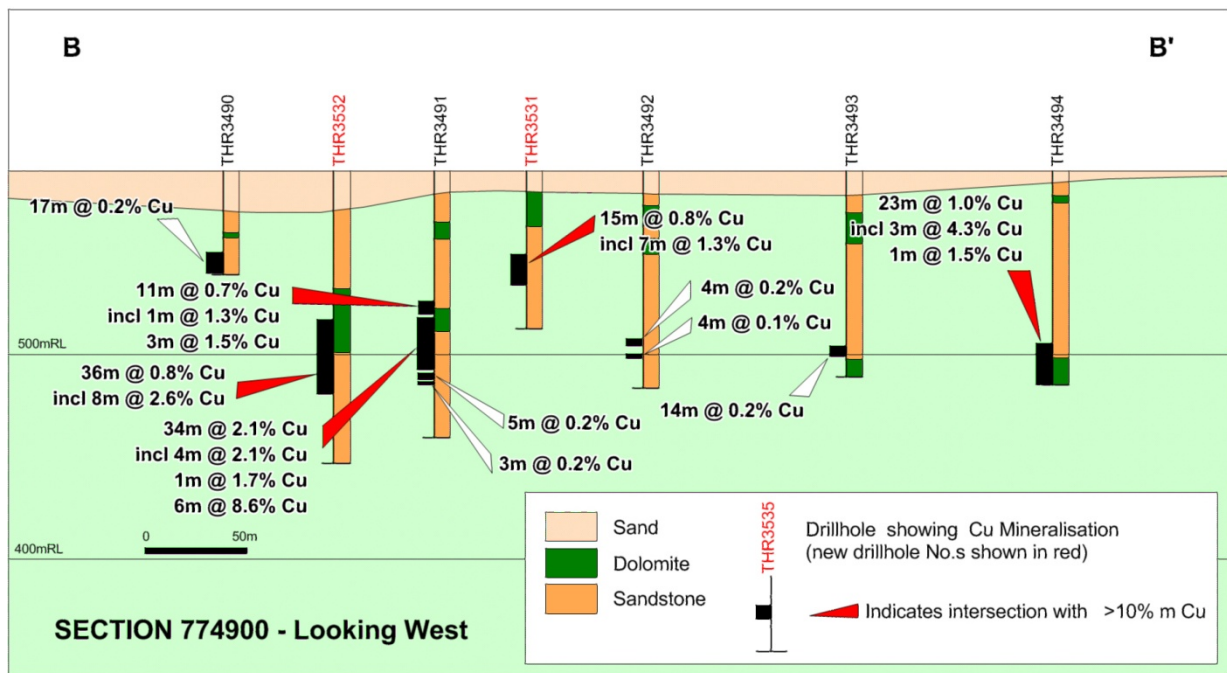 B
B'
THR3490
THR3532
THR3491
THR3531
THR3492
THR3493
THR3494
17m @ 0.2% Cu
15m @ 0.8% Cu
incl 7m @ 1.3% Cu
23m @ 1.0% Cu
incl 3m @ 4.3% Cu
1m @ 1.5% Cu
11m @ 0.7% Cu
incl 1m @ 1.3% Cu
3m @ 1.5% Cu
4m @ 0.2% Cu
4m @ 0.1% Cu
500mRL
36m @ 0.8% Cu
incl 8m @ 2.6% Cu
34m @ 2.1% Cu
incl 4m @ 2.1% Cu
1m @ 1.7% Cu
6m @ 8.6% Cu
5m @ 0.2% Cu
3m @ 0.2% Cu
14m @ 0.2% Cu
0 50m
400mRL
SECTION 774900 - Looking West
Sand
Dolomite
Sandstone
THR3535
Drillhole showing Cu Mineralisation
(new drillhole No.s shown in red)
Indicates intersection with >10% m Cu